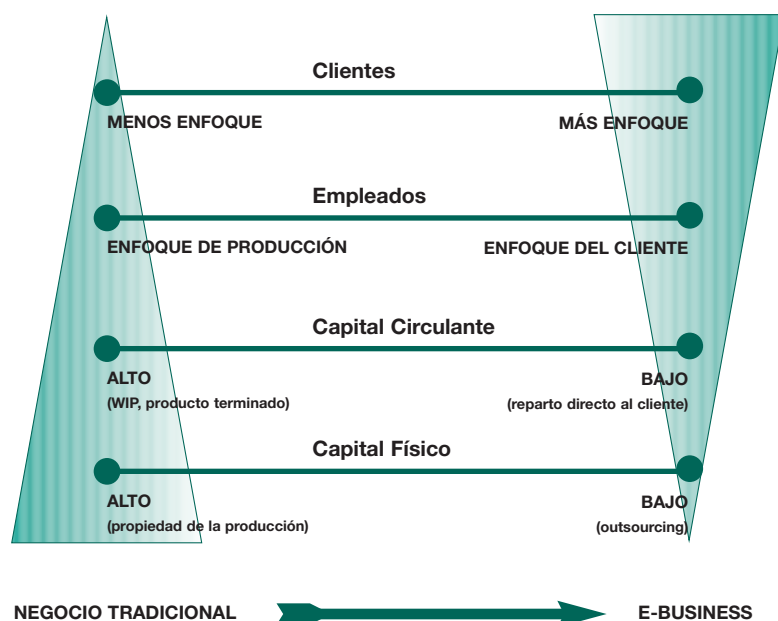 Clientes
MENOS ENFOQUE
MÁS ENFOQUE
Empleados
ENFOQUE DE PRODUCCIÓN
ENFOQUE DEL CLIENTE
Capital Circulante
ALTO
(WIP, producto terminado)
BAJO
(reparto directo al cliente)
Capital Físico
ALTO
(propiedad de la producción)
BAJO
(outsourcing)
NEGOCIO TRADICIONAL
E-BUSINESS